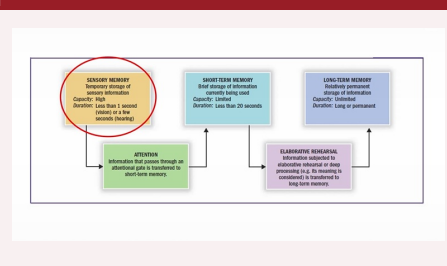 SENSORY MEMORY
Temporary storage of
sensory information
Capacity: High
Duration: Less than 1 second
(vision) or a few
seconds (hearing)
SHORT-TERM MEMORY
Brief storage of information
currently being used
Capacity: Limited
Duration: Less than 20 seconds
LONG-TERM MEMORY
Relatively permanent
storage of information
Capacity: Unlimited
Duration: Long or permanent
ATTENTION
Information that passes through an
attentional gate is transferred to
short-term memory.
ELABORATIVE REHEARSAL
Information subjected to
elaborative rehearsal or deep
processing (e.g. its meaning is
considered) is transferred to
long-term memory.